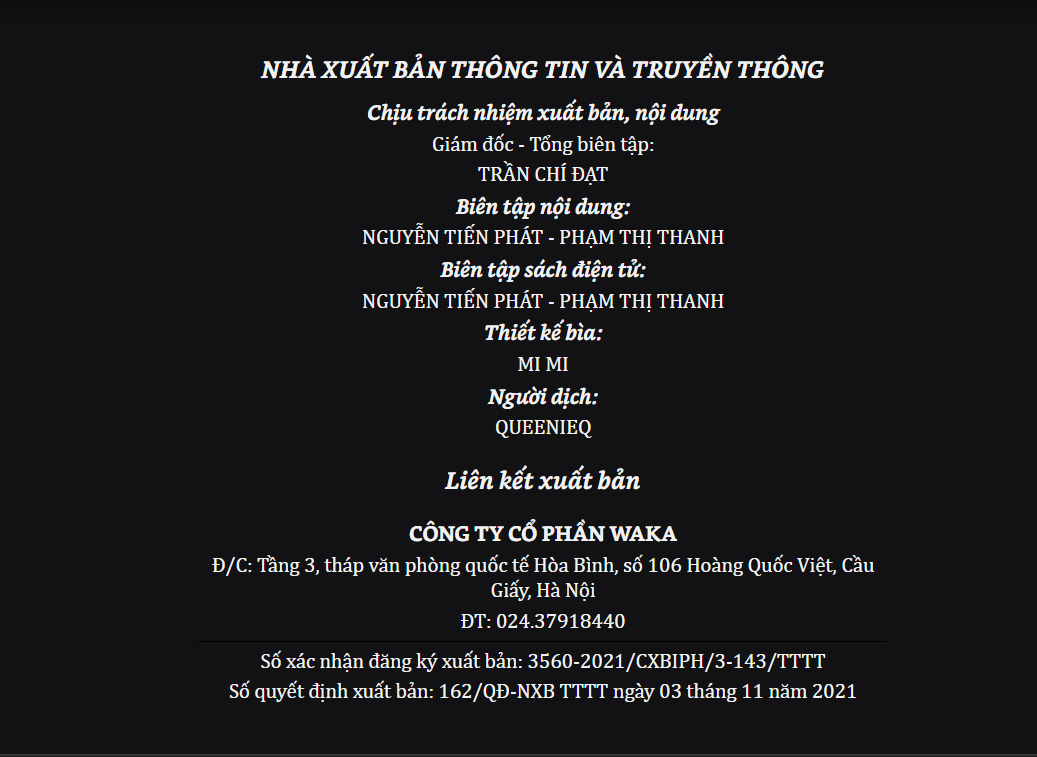 NHÀ XUẤT BẢN THÔNG TIN VÀ TRUYỀN THÔNG
Chịu trách nhiệm xuất bản, nội dung
Giám đốc - Tổng biên tập:
TRẦN CHÍ ĐẠT
Biên tập nội dung:
NGUYỄN TIẾN PHÁT - PHẠM THỊ THANH
Biên tập sách điện tử:
NGUYỄN TIẾN PHÁT - PHẠM THỊ THANH
Thiết kế bìa:
MI MI
Người dịch:
QUEENIEQ
Liên kết xuất bản
CÔNG TY CỔ PHẦN WAKA
Đ/C: Tầng 3, tháp văn phòng quốc tế Hòa Bình, số 106 Hoàng Quốc Việt, Cầu
Giấy, Hà Nội
ĐT: 024.37918440
Số xác nhận đăng ký xuất bản: 3560-2021/CXBIPH/3-143/TTTT
Số quyết định xuất bản: 162/QĐ-NXB TTTT ngày 03 tháng 11 năm 2021